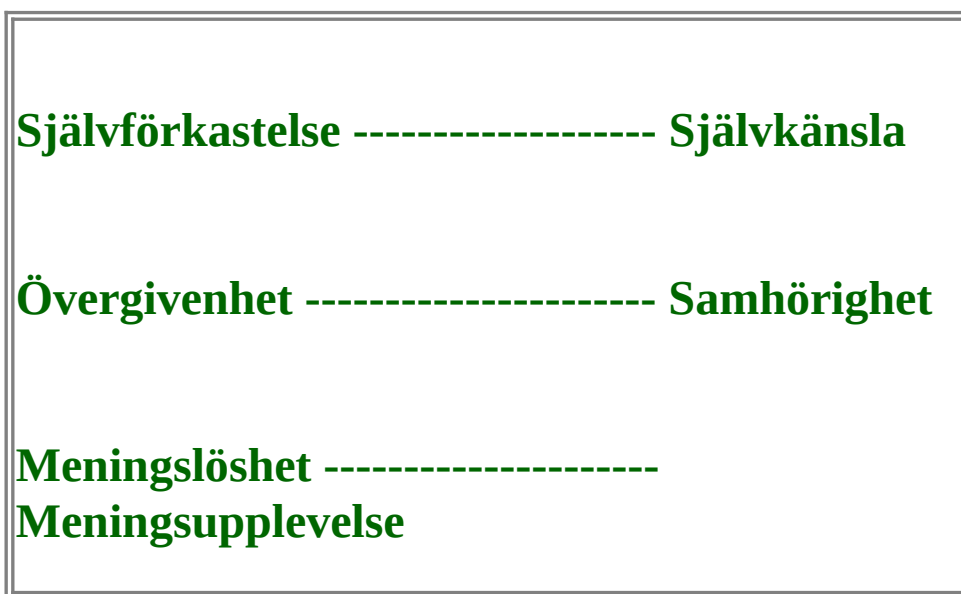 Självförkastelse ------------------- Självkänsla
Övergivenhet ---------------------- Samhörighet
Meningslöshet ---------------------
Meningsupplevelse